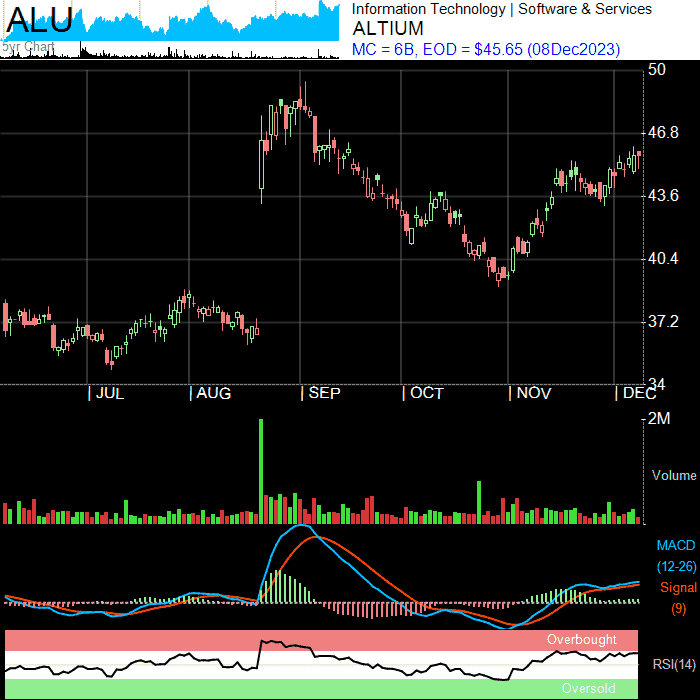 ALU
5yr Chart
Information Technology | Software & Services
ALTIUM
MC = 6B, EOD = $45.65 (08Dec2023)
50
46.8
43.6
40.4
37.2
34
JUL
AUG
SEP
OCT
NOV
DEC
2M
Volume
MACD
(12-26)
Signal
(9)
Overbought
RSI(14)
Oversold